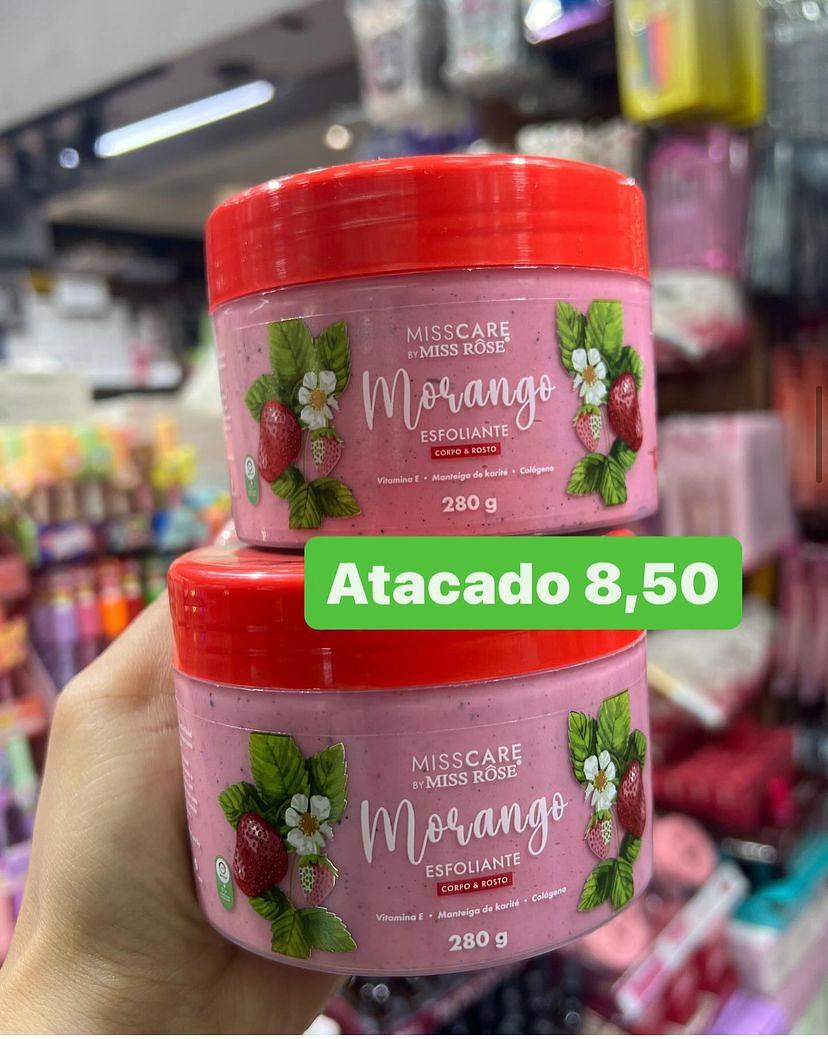 MISSCARE
BY MISS RÔSE®
Morango
ESFOLIANTE
CORPO & ROSTO
Vitamina E • Manteiga de karité • Colágeno
280 g
Atacado 8,50
MISSCARE
BY MISS RÔSE®
Morango
ESFOLIANTE
CORPO & ROSTO
Vitamina E • Manteiga de karité • Colágeno
280 g